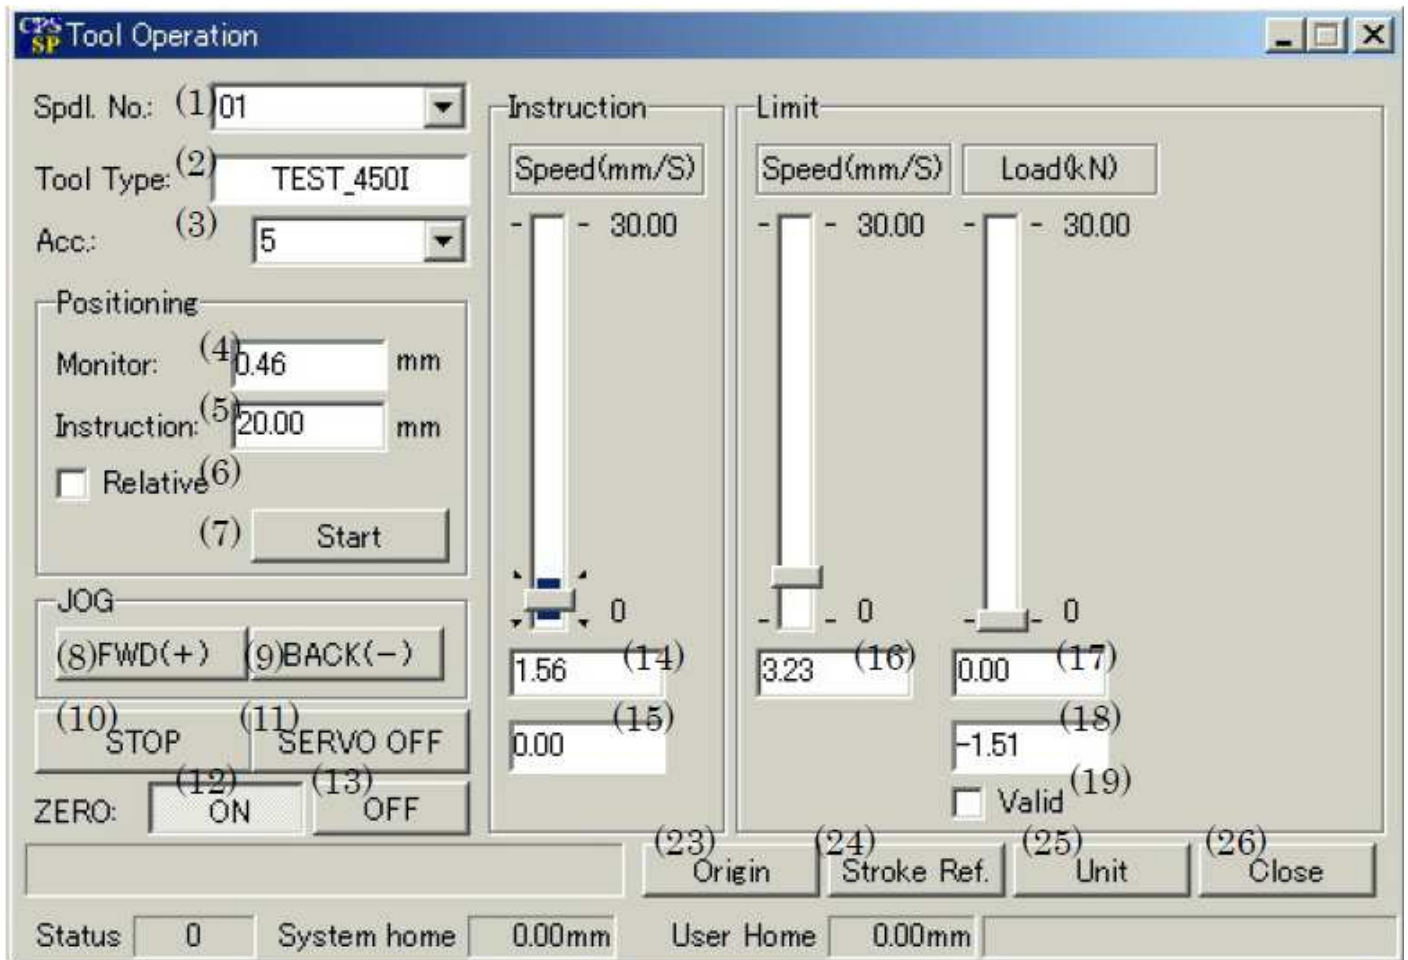 CPS SP Tool Operation
Spdl. No.: (1) 01
Tool Type: (2) TEST_450I
Acc.: (3) 5
Positioning
Monitor: (4) 0.46 mm
Instruction: (5) 20.00 mm
Relative (6)
(7) Start
JOG
(8) FWD(+) (9) BACK(-)
(10) STOP (11) SERVO OFF
ZERO: (12) ON (13) OFF
Instruction
Speed(mm/S)
30.00
0
1.56 (14)
0.00 (15)
Limit
Speed(mm/S) Load(kN)
30.00 30.00
0 0
3.23 (16) 0.00 (17)
-1.51 (18)
Valid (19)
(23) Origin (24) Stroke Ref. (25) Unit (26) Close
Status 0 System home 0.00mm User Home 0.00mm